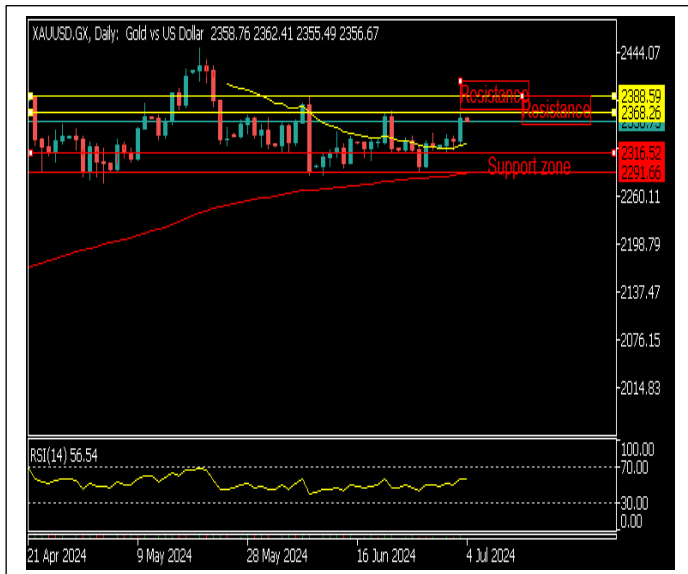 XAUUSD.GX, Daily: Gold vs US Dollar 2358.76 2362.41 2355.49 2356.67
2444.07
Resistance
2388.59
Resistance
2368.26
2316.52
Support zone
2291.66
2260.11
2198.79
2137.47
2076.15
2014.83
RSI(14) 56.54
100.00
70.00
30.00
0.00
21 Apr 2024 9 May 2024 28 May 2024 16 Jun 2024 4 Jul 2024